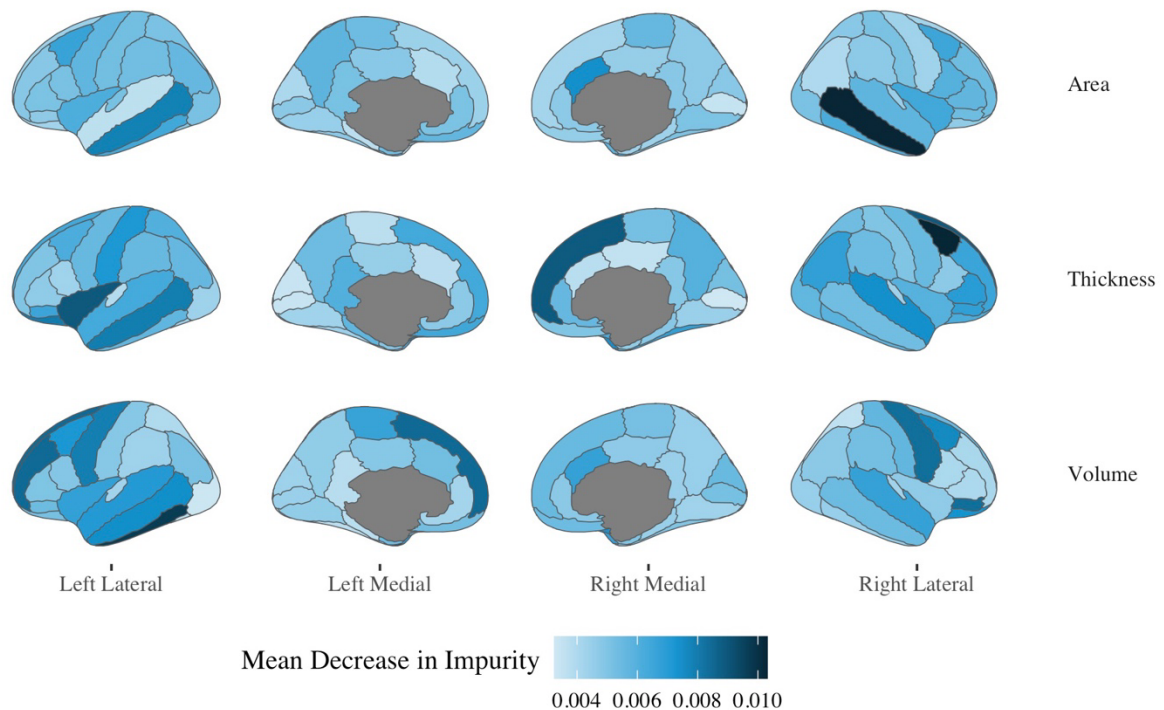 Area
Thickness
Volume
Left Lateral Left Medial Right Medial Right Lateral
Mean Decrease in Impurity
0.004 0.006 0.008 0.010